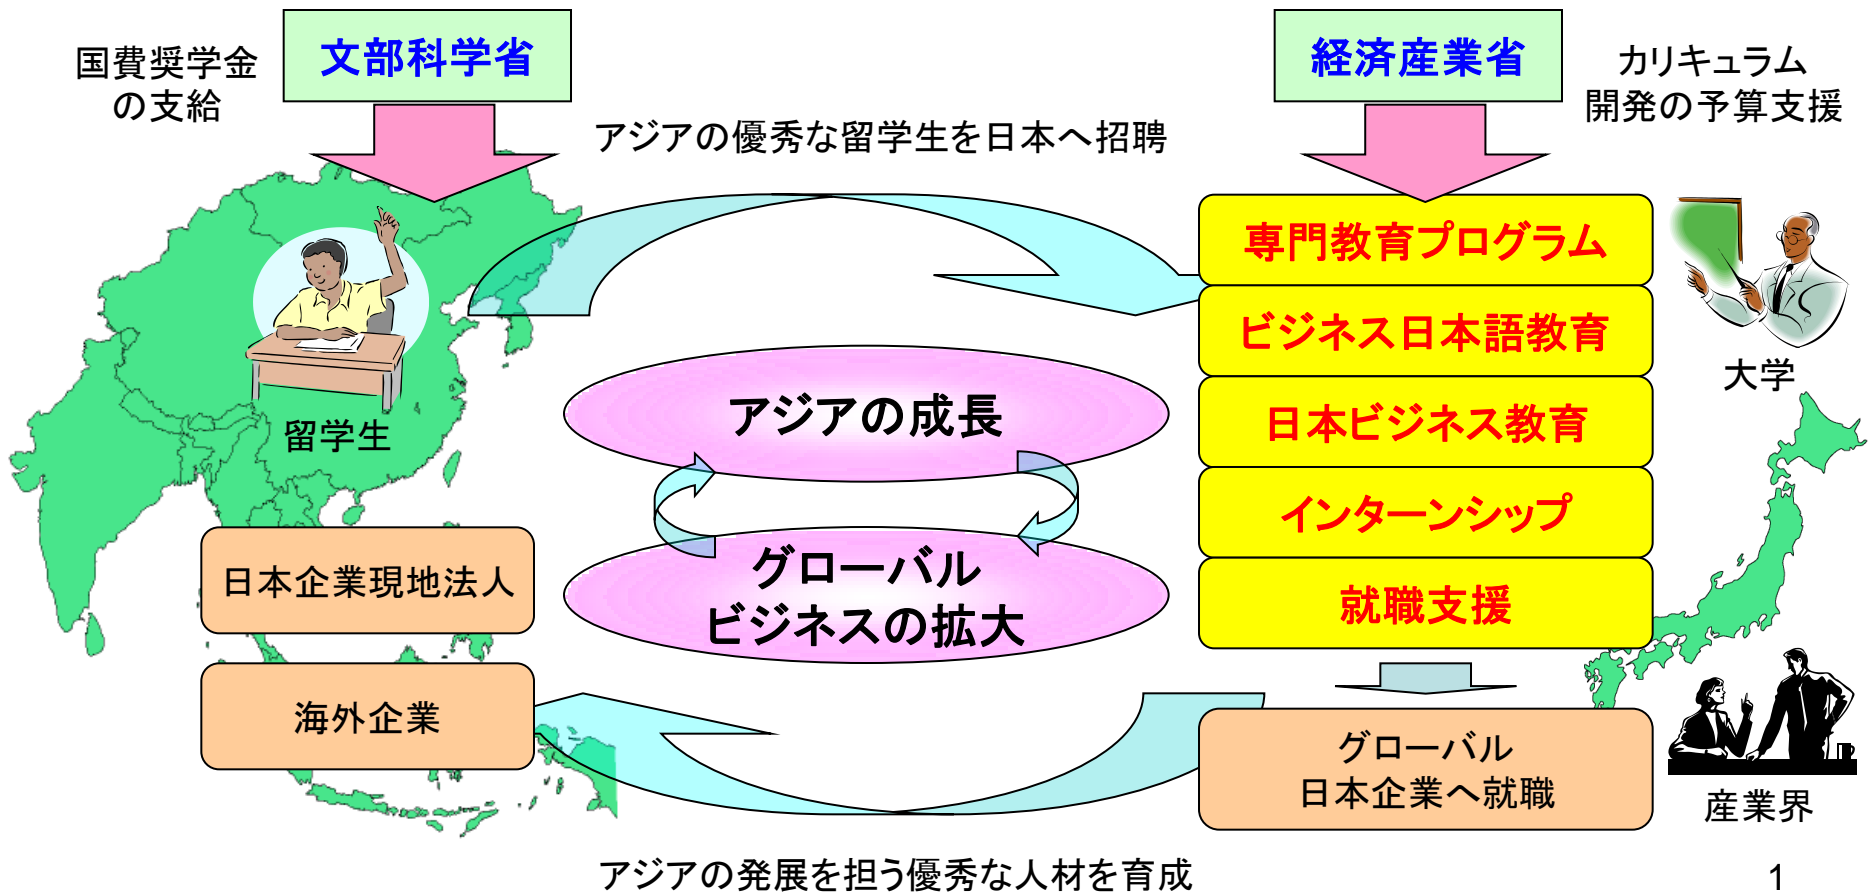 国費奨学金
の支給
文部科学省
経済産業省
カリキュラム
開発の予算支援
アジアの優秀な留学生を日本へ招聘
専門教育プログラム
ビジネス日本語教育
日本ビジネス教育
インターンシップ
就職支援
大学
留学生
アジアの成長
グローバル
ビジネスの拡大
日本企業現地法人
海外企業
グローバル
日本企業へ就職
産業界
アジアの発展を担う優秀な人材を育成
1